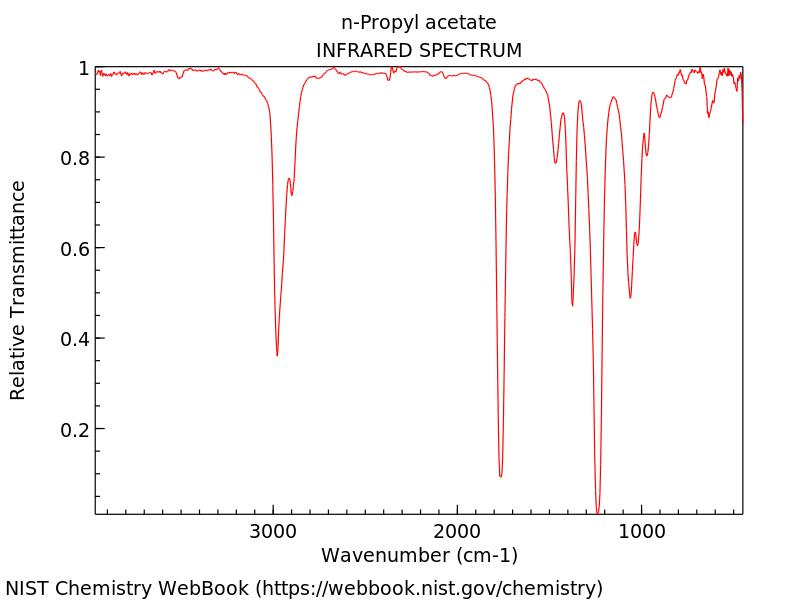 n-Propyl acetate
INFRARED SPECTRUM
1
0.8
0.6
0.4
0.2
Relative Transmittance
3000 2000 1000
Wavenumber (cm-1)
NIST Chemistry WebBook (https://webbook.nist.gov/chemistry)